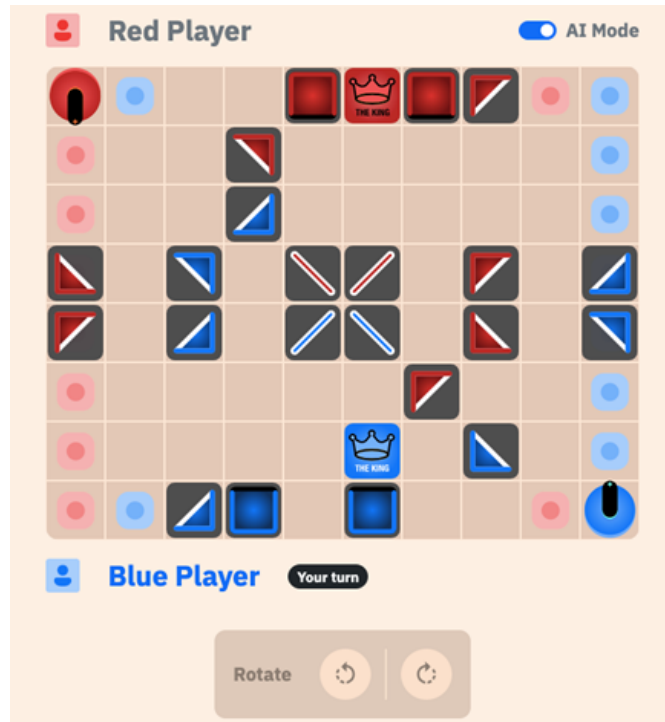 Red Player
AI Mode
THE KING
THE KING
Blue Player
Your turn
Rotate